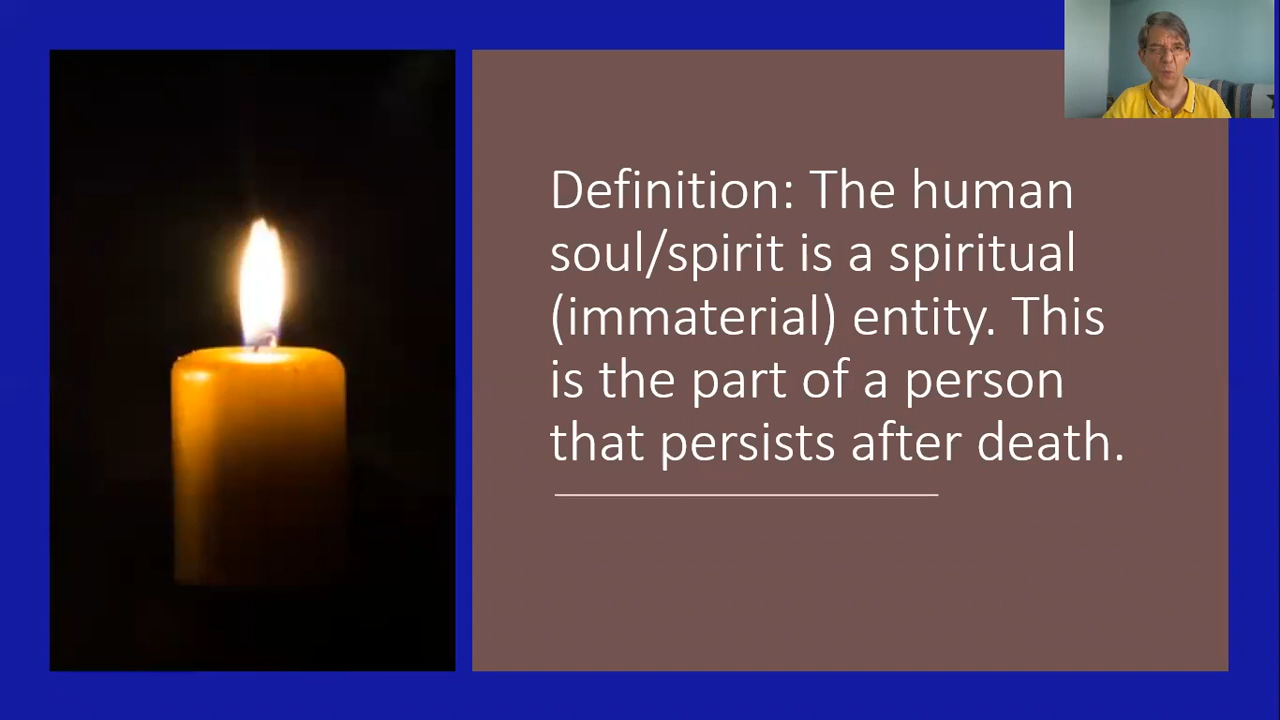 Definition: The human
soul/spirit is a spiritual
(immaterial) entity. This
is the part of a person
that persists after death.